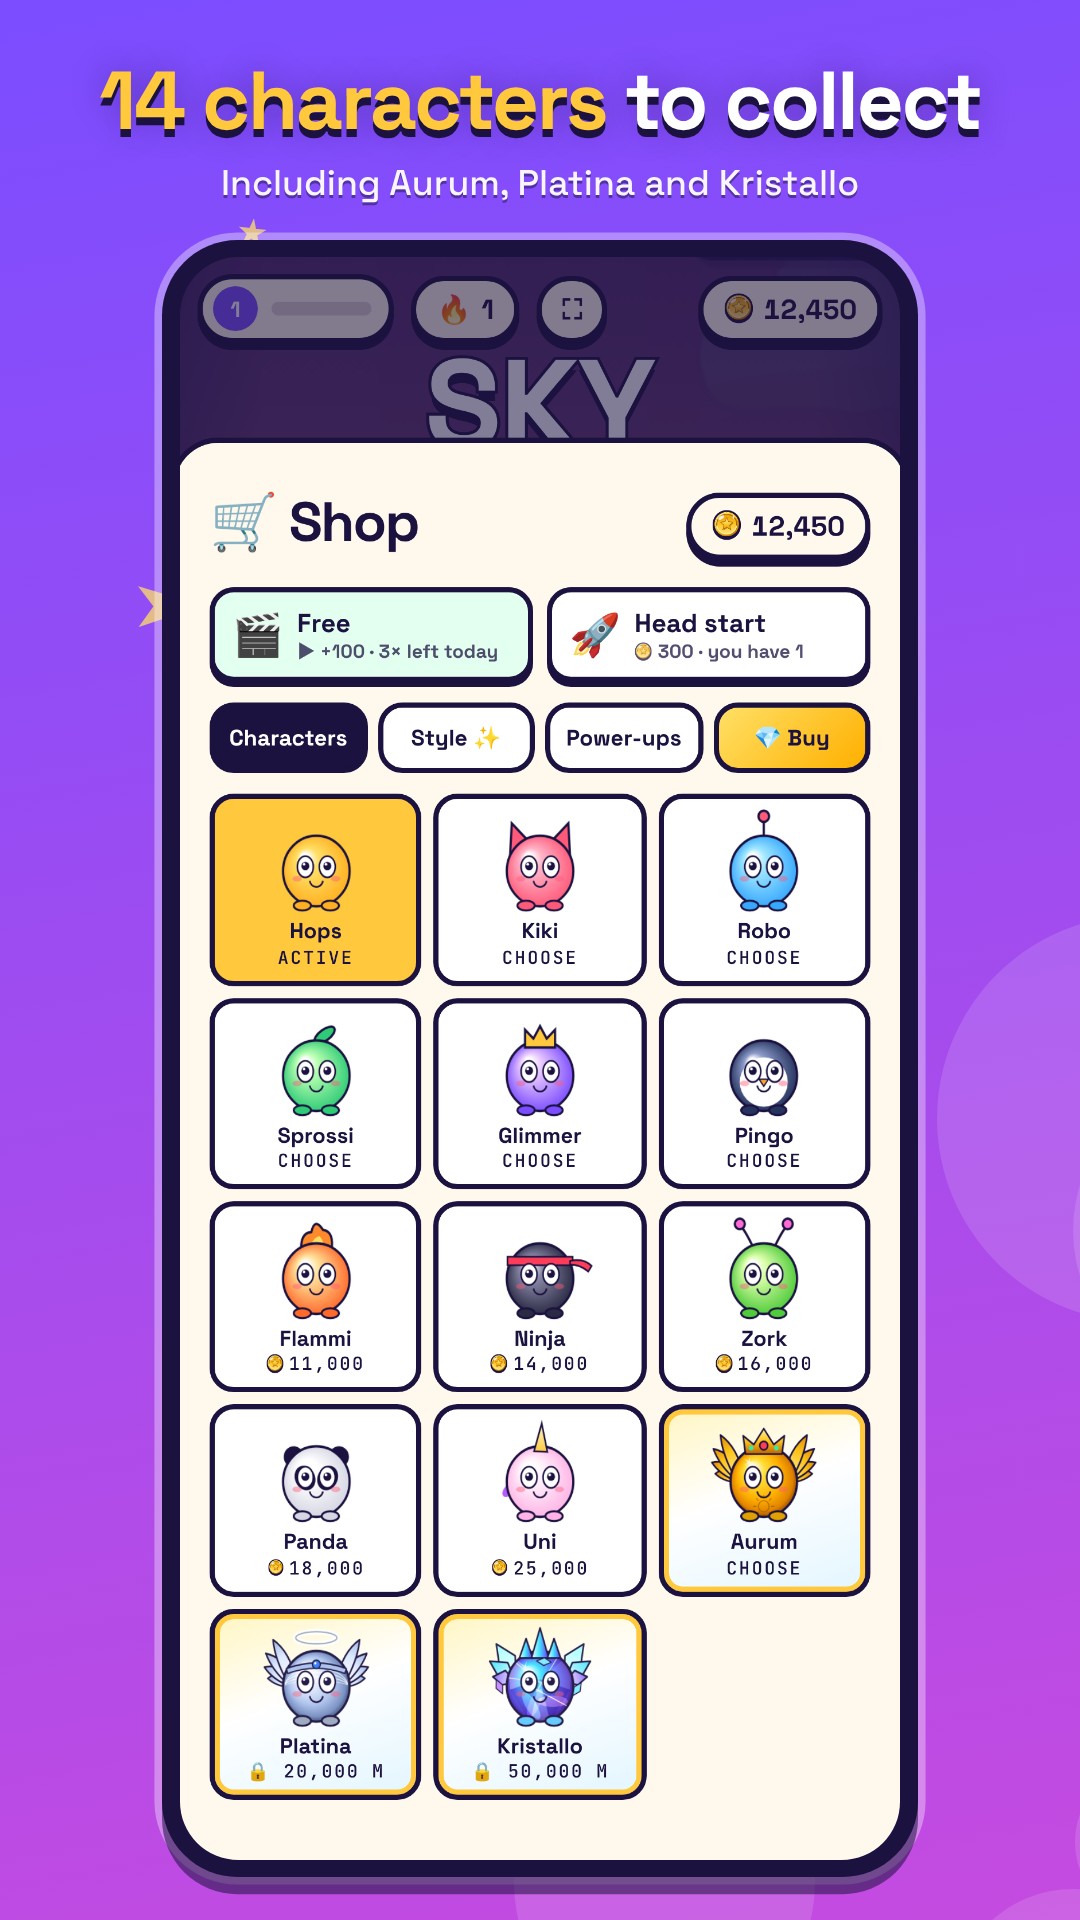 14 characters to collect
Including Aurum, Platina and Kristallo
1
1
12,450
SKY
Shop
12,450
Free
▶ +100 · 3× left today
Head start
300 · you have 1
Characters
Style ✨
Power-ups
💎 Buy
Hops
ACTIVE
Kiki
CHOOSE
Robo
CHOOSE
Sprossi
CHOOSE
Glimmer
CHOOSE
Pingo
CHOOSE
Flammi
11,000
Ninja
14,000
Zork
16,000
Panda
18,000
Uni
25,000
Aurum
CHOOSE
Platina
🔒 20,000 M
Kristallo
🔒 50,000 M